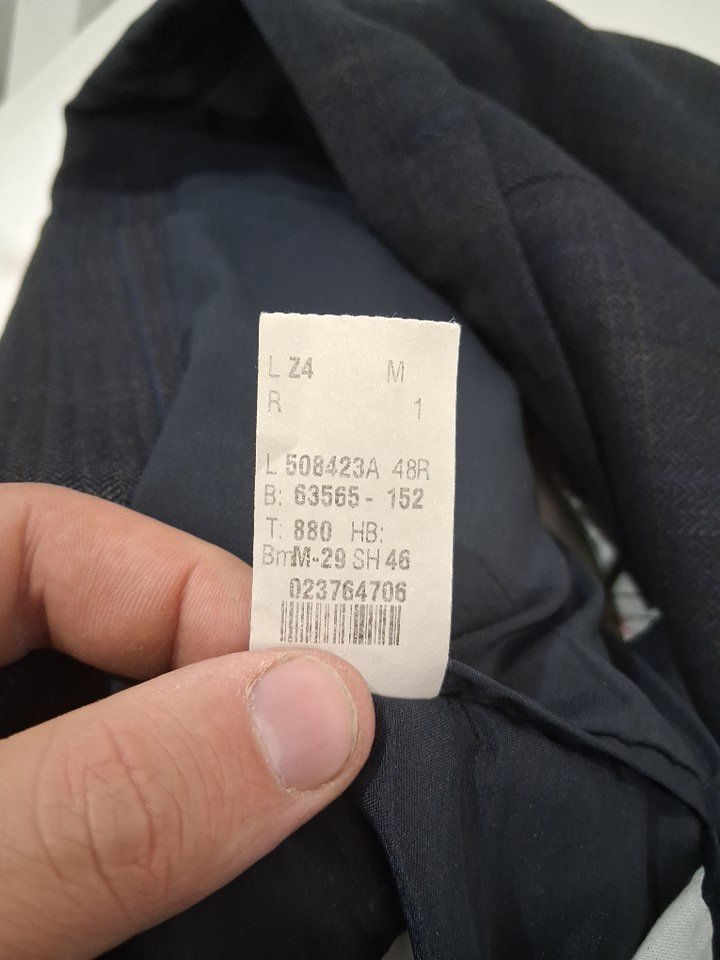 L Z4 M
R 1
L 508423A 48R
B: 63565- 152
T: 880 HB:
BmM-29 SH 46
023764706